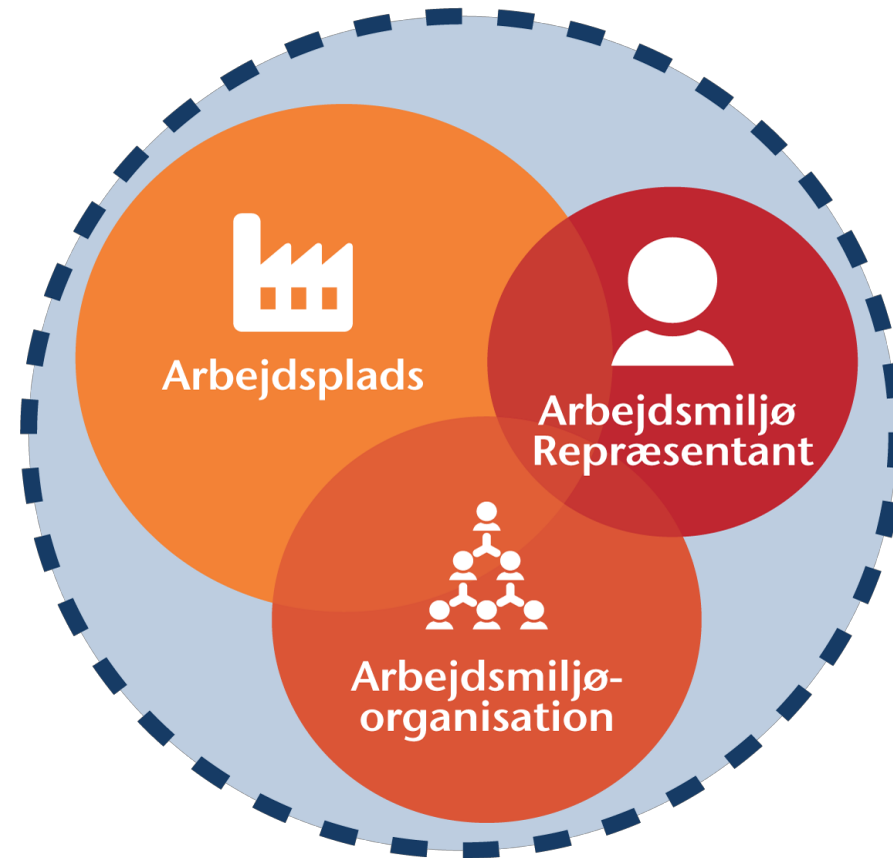 Arbejdsplads
Arbejdsmiljø
Repræsentant
Arbejdsmiljø-
organisation